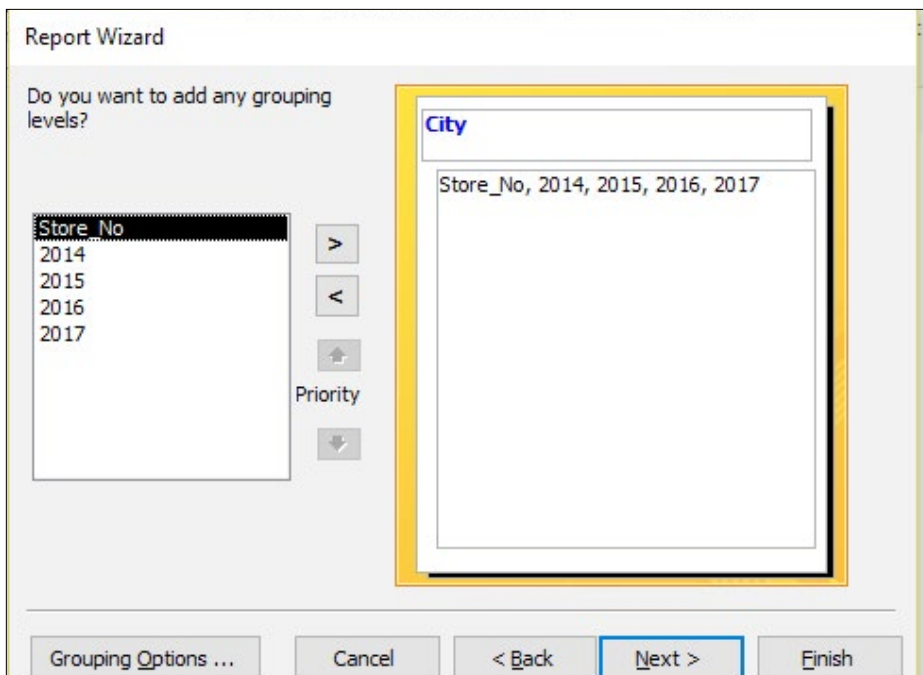 Report Wizard
Do you want to add any grouping
levels?
Store_No
2014
2015
2016
2017
>
<
Priority
City
Store_No, 2014, 2015, 2016, 2017
Grouping Options ...
Cancel
< Back
Next >
Finish